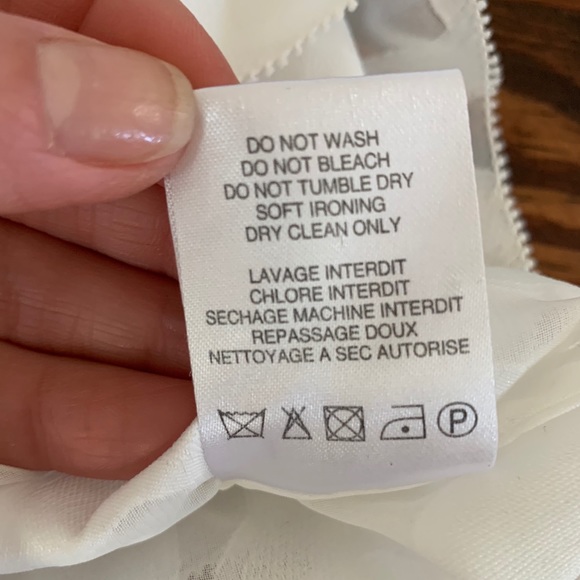 DO NOT WASH
DO NOT BLEACH
DO NOT TUMBLE DRY
SOFT IRONING
DRY CLEAN ONLY
LAVAGE INTERDIT
CHLORE INTERDIT
SECHAGE MACHINE INTERDIT
REPASSAGE DOUX
NETTOYAGE A SEC AUTORISE
P